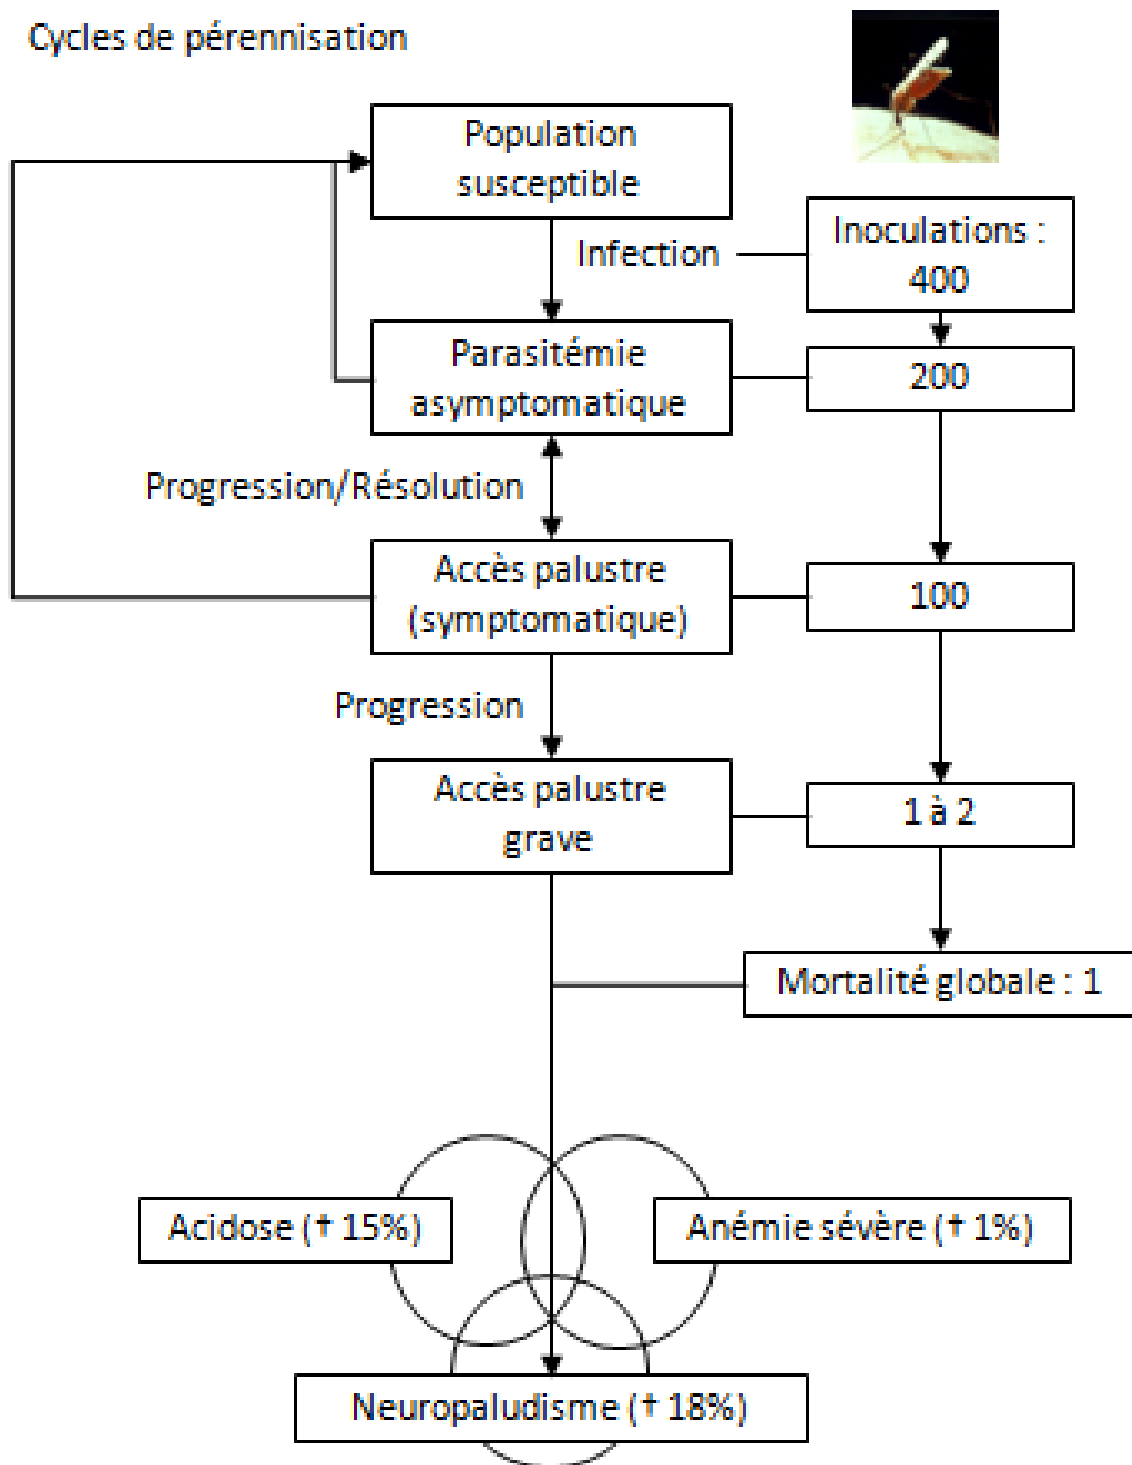 Cycles de pérennisation
Population
susceptible
Infection
Inoculations :
400
Parasitémie
asymptomatique
200
Progression/Résolution
Accès palustre
(symptomatique)
100
Progression
Accès palustre
grave
1 à 2
Mortalité globale : 1
Acidose († 15%)
Anémie sévère († 1%)
Neuropaludisme († 18%)